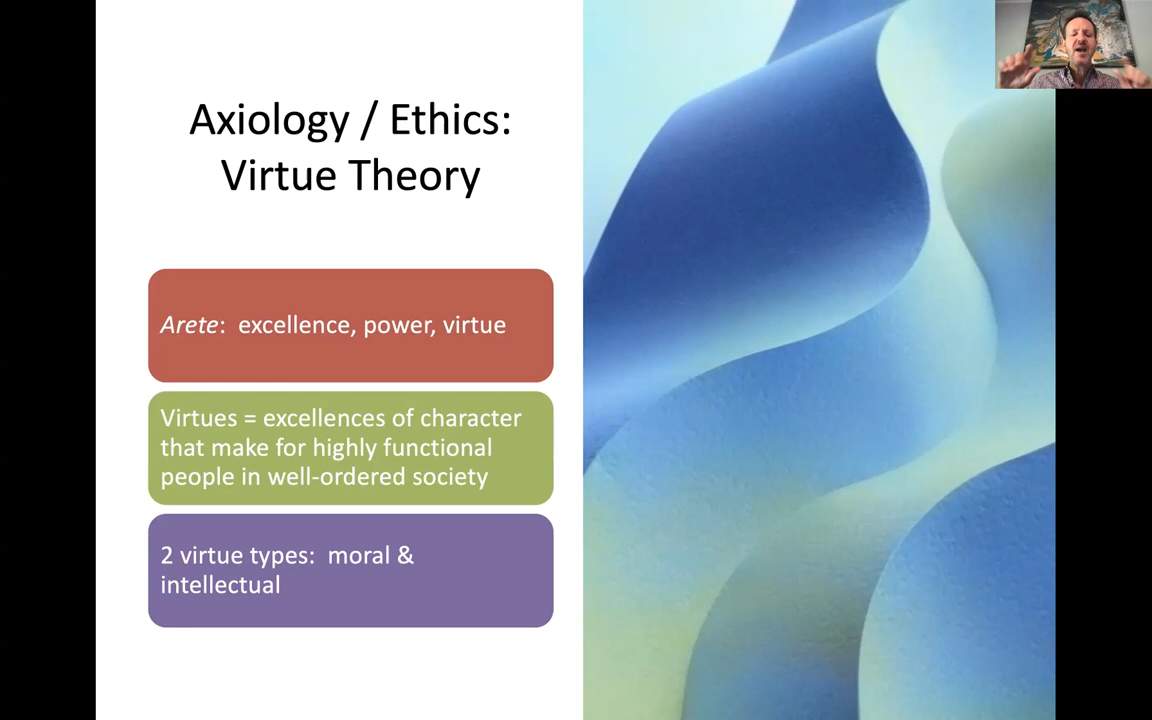 Axiology / Ethics:
Virtue Theory
Arete: excellence, power, virtue
Virtues = excellences of character
that make for highly functional
people in well-ordered society
2 virtue types: moral &
intellectual